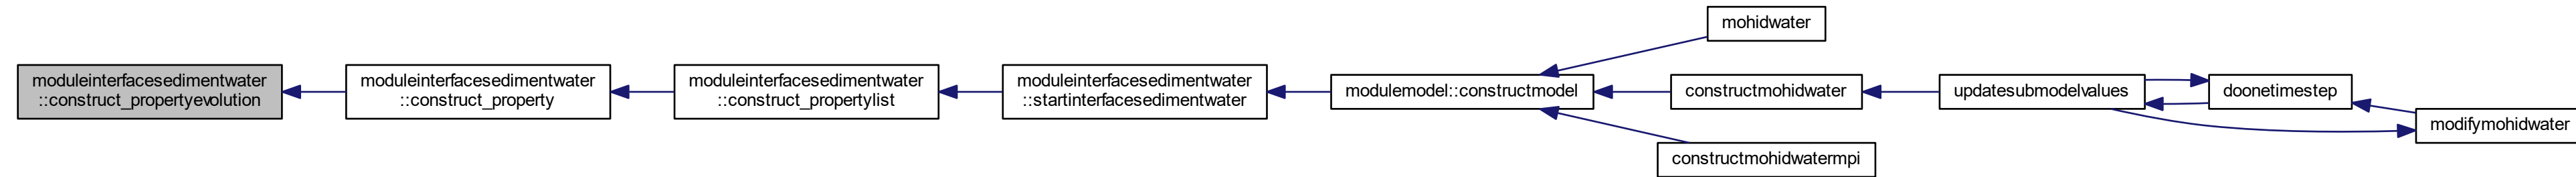 mohidwater
moduleinterfacesedimentwater
::construct_propertyevolution
moduleinterfacesedimentwater
::construct_property
moduleinterfacesedimentwater
::construct_propertylist
moduleinterfacesedimentwater
::startinterfacesedimentwater
modulemodel::constructmodel
constructmohidwater
updatesubmodelvalues
doonetimestep
modifymohidwater
constructmohidwatermpi